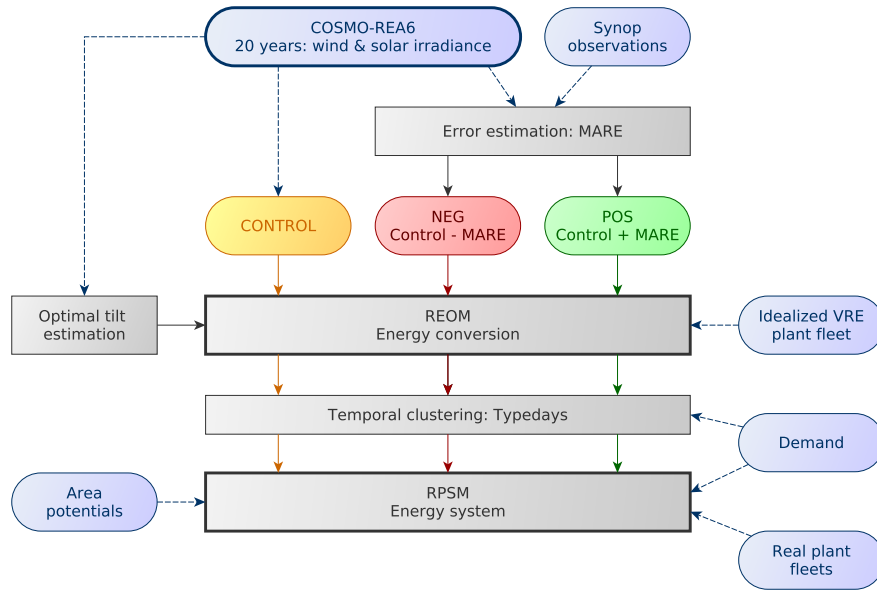 COSMO-REA6
20 years: wind & solar irradiance
Synop
observations
Error estimation: MARE
CONTROL
NEG
Control - MARE
POS
Control + MARE
Optimal tilt
estimation
REOM
Energy conversion
Idealized VRE
plant fleet
Temporal clustering: Typedays
Demand
Area
potentials
RPSM
Energy system
Real plant
fleets